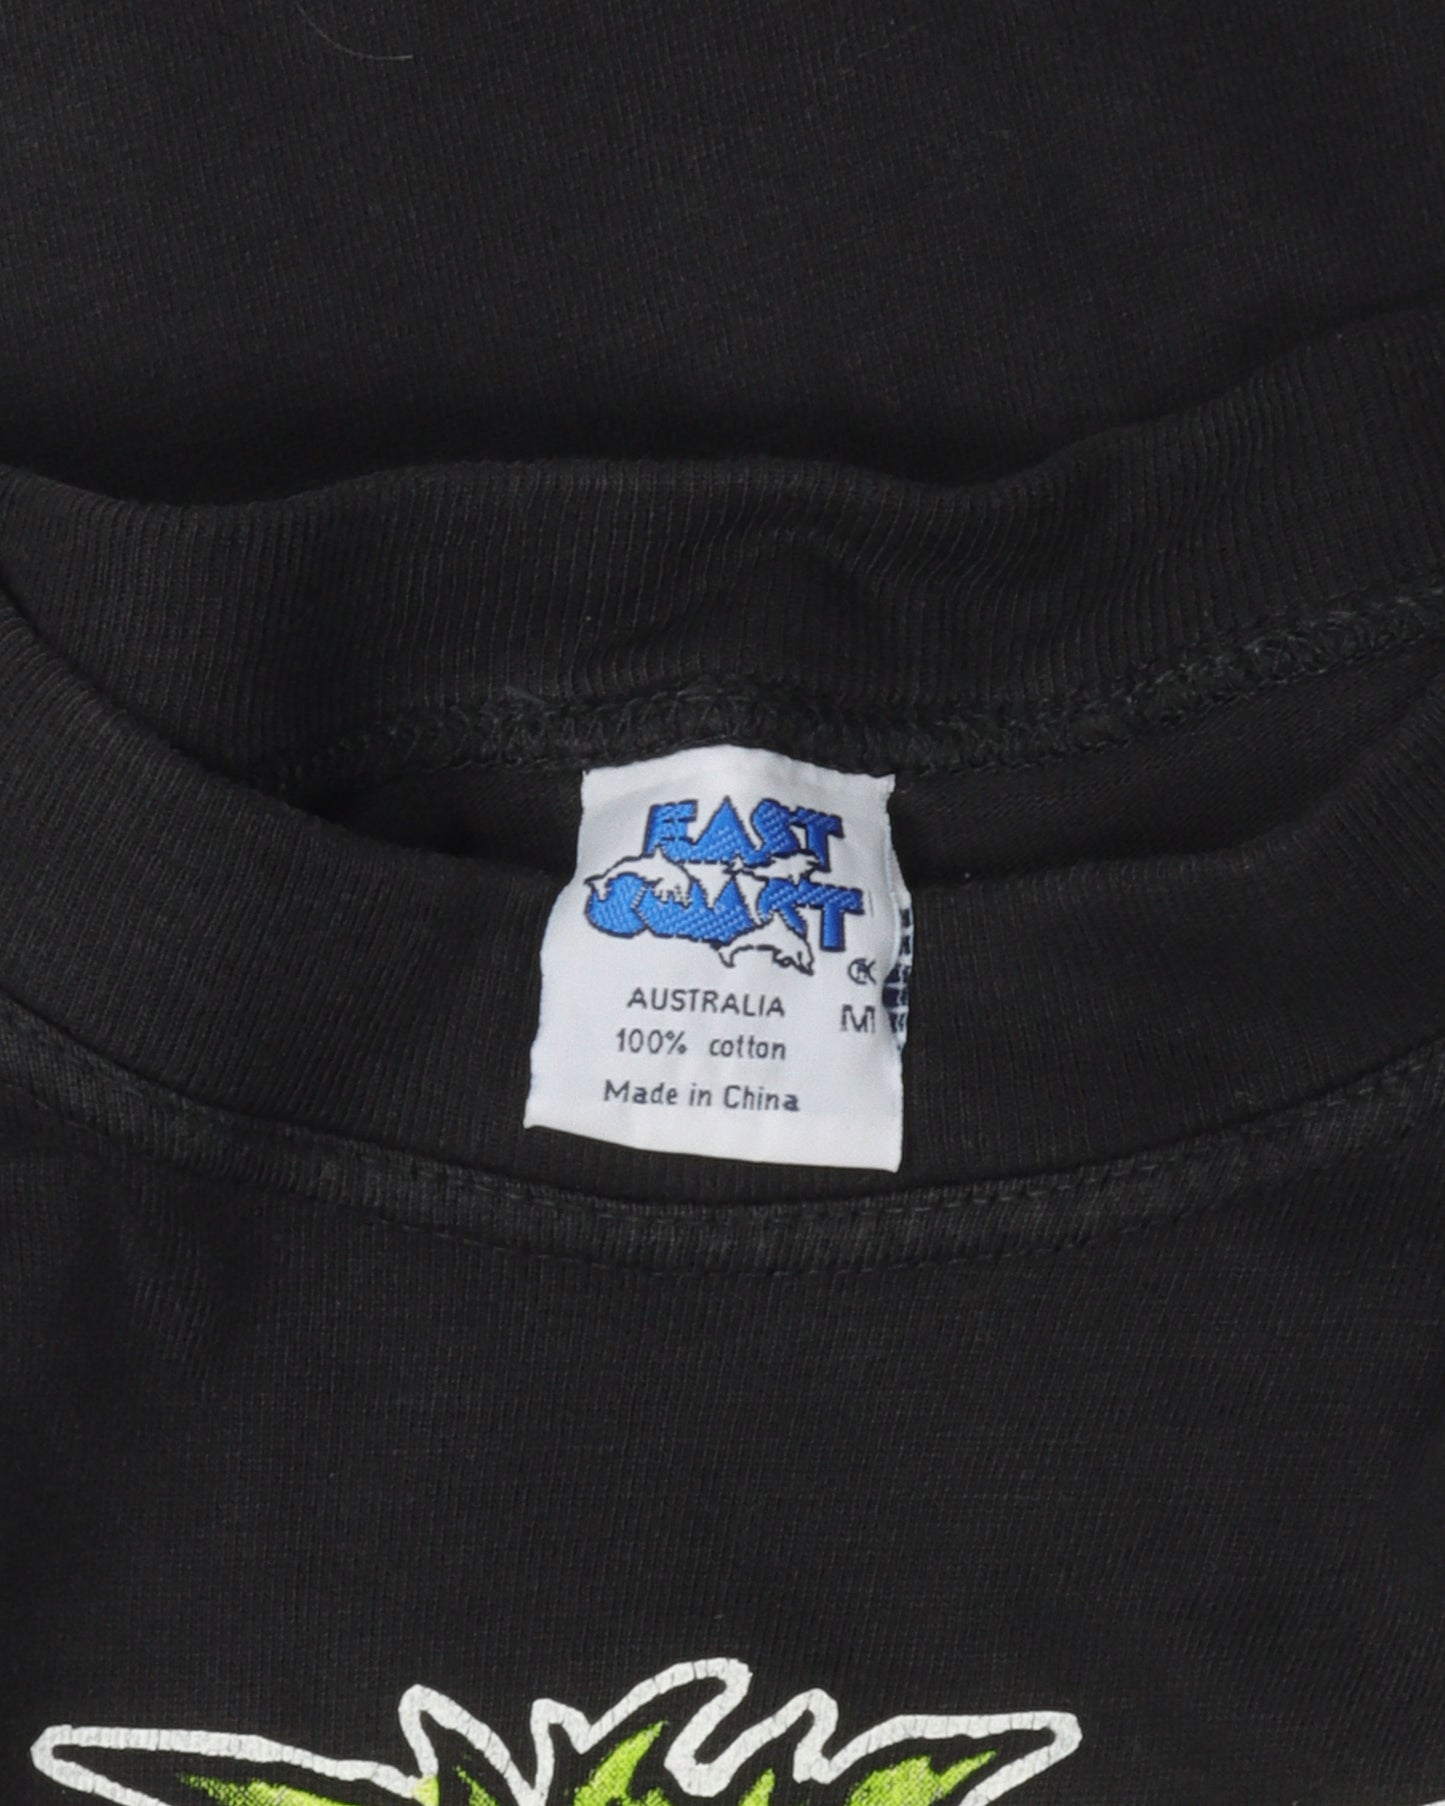 EAST
COAST
AUSTRALIA M
100% cotton
Made in China